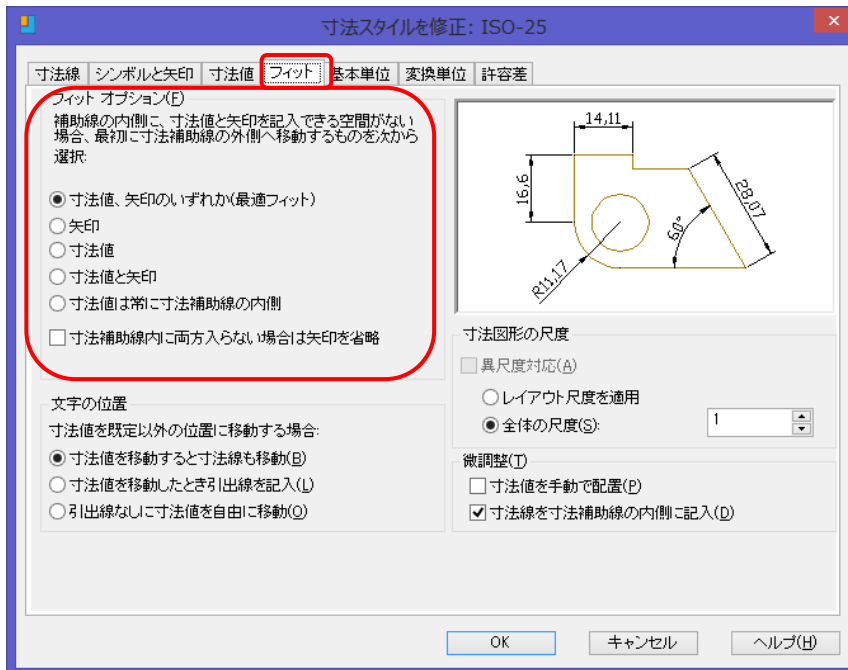 寸法スタイルを修正: ISO-25
寸法線 シンボルと矢印 寸法値 フィット 基本単位 変換単位 許容差
フィット オプション(F)
補助線の内側に、寸法値と矢印を記入できる空間がない
場合、最初に寸法補助線の外側へ移動するものを次から
選択:
寸法値、矢印のいずれか(最適フィット)
矢印
寸法値
寸法値と矢印
寸法値は常に寸法補助線の内側
寸法補助線内に両方入らない場合は矢印を省略
文字の位置
寸法値を既定以外の位置に移動する場合:
寸法値を移動すると寸法線も移動(B)
寸法値を移動したとき引出線を記入(L)
引出線なしに寸法値を自由に移動(O)
14,11
16,6
28,07
60°
R11,17
寸法図形の尺度
異尺度対応(A)
レイアウト尺度を適用
全体の尺度(S):
1
微調整(T)
寸法値を手動で配置(P)
寸法線を寸法補助線の内側に記入(D)
OK キャンセル ヘルプ(H)